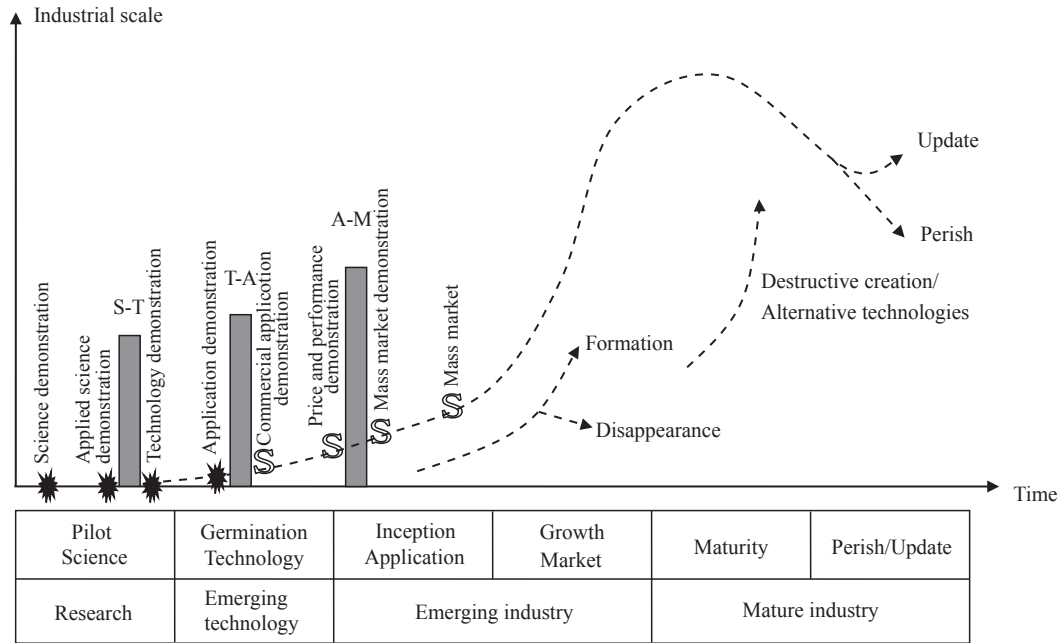 Industrial scale
Update
Perish
A-M
Destructive creation/
Alternative technologies
T-A
S-T
Science demonstration
Applied science
demonstration
Technology demonstration
Application demonstration
Commercial application
demonstration
Price and performance
demonstration
Mass market demonstration
Mass market
Formation
Disappearance
Time
Pilot
Science
Germination
Technology
Inception
Application
Growth
Market
Maturity
Perish/Update
Research
Emerging
technology
Emerging industry
Mature industry